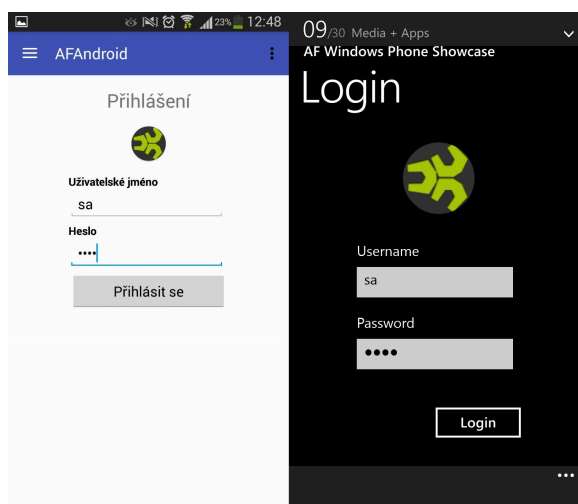 23% 12:48
AFAndroid
Přihlášení
Uživatelské jméno
sa
Heslo
••••
Přihlásit se
09/30 Media + Apps
AF Windows Phone Showcase
Login
Username
sa
Password
••••
Login